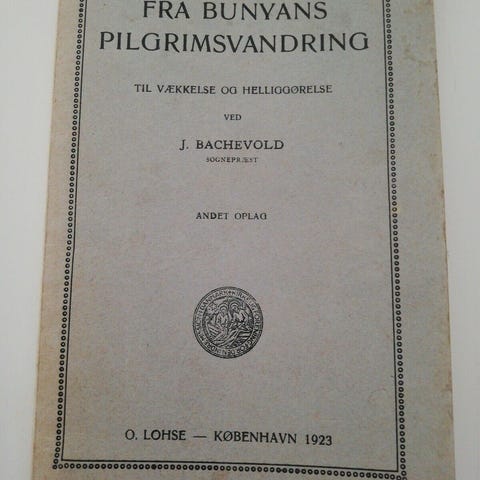 FRA BUNYANS
PILGRIMSVANDRING
TIL VÆKKELSE OG HELLIGGØRELSE
VED
J. BACHEVOLD
SOGNEPRÆST
ANDET OPLAG
O. LOHSE — KØBENHAVN 1923